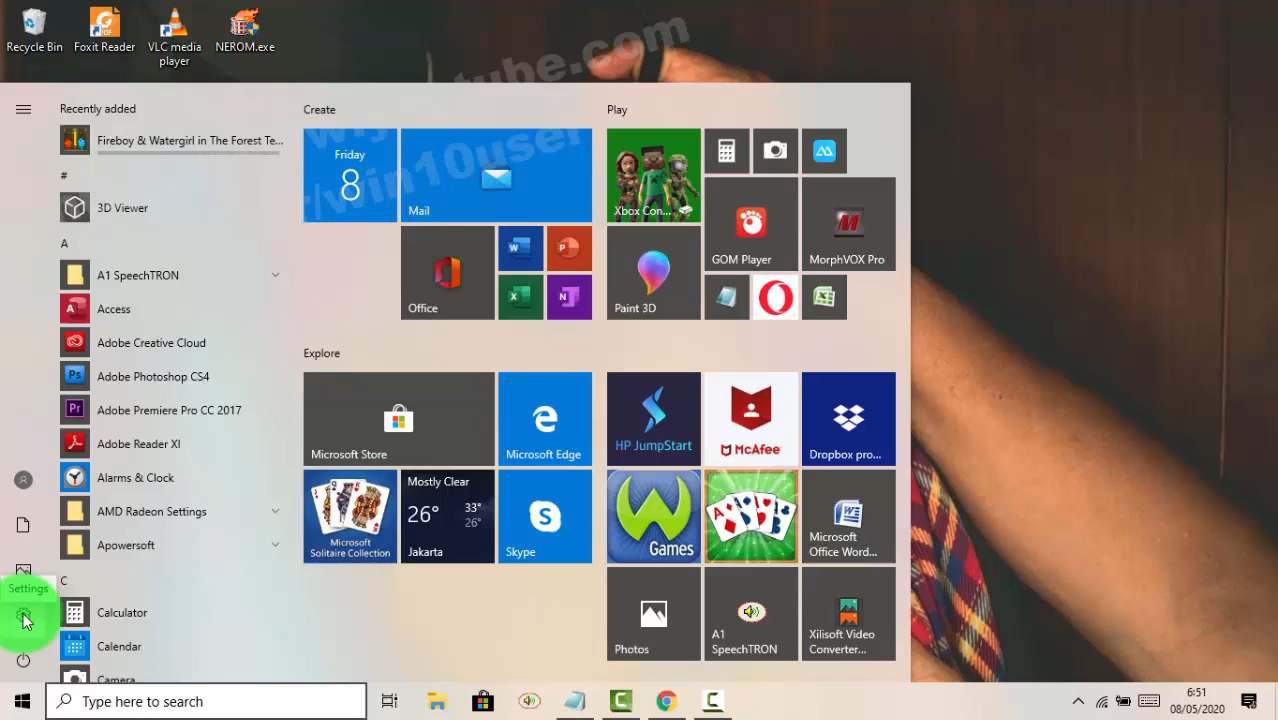 Recycle Bin
Foxit Reader
VLC media
player
NEROM.exe
tube.com
/win10user
Recently added
Fireboy & Watergirl in The Forest Te...
#
3D Viewer
A
A1 SpeechTRON
Access
Adobe Creative Cloud
Adobe Photoshop CS4
Adobe Premiere Pro CC 2017
Adobe Reader XI
Alarms & Clock
AMD Radeon Settings
Apowersoft
C
Calculator
Calendar
Camera
Settings
Create
Friday
8
Mail
Office
Explore
Microsoft Store
Microsoft Edge
Microsoft
Solitaire Collection
Mostly Clear
26°
33°
26°
Jakarta
Skype
Play
Xbox Con...
GOM Player
MorphVOX Pro
Paint 3D
HP JumpStart
McAfee
Dropbox pro...
Games
Microsoft
Office Word...
Photos
A1
SpeechTRON
Xilisoft Video
Converter...
Type here to search
6:51
08/05/2020